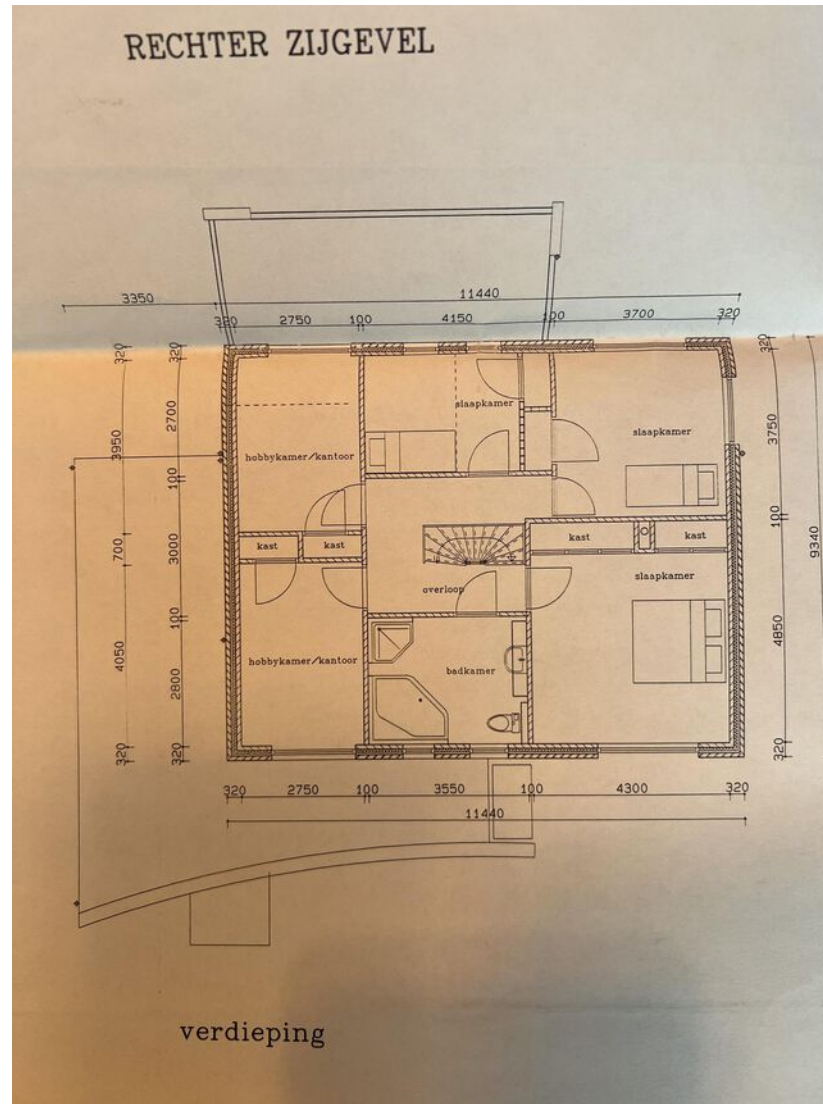 RECHTER ZIJGEVEL
3350
11440
320
2750
100
4150
100
3700
320
320
320
320
2700
3950
3750
slaapkamer
slaapkamer
hobbykamer/kantoor
100
100
700
3000
kast
kast
kast
kast
9340
overloop
slaapkamer
100
4050
4850
hobbykamer/kantoor
badkamer
2800
320
320
320
320
2750
100
3550
100
4300
320
11440
verdieping